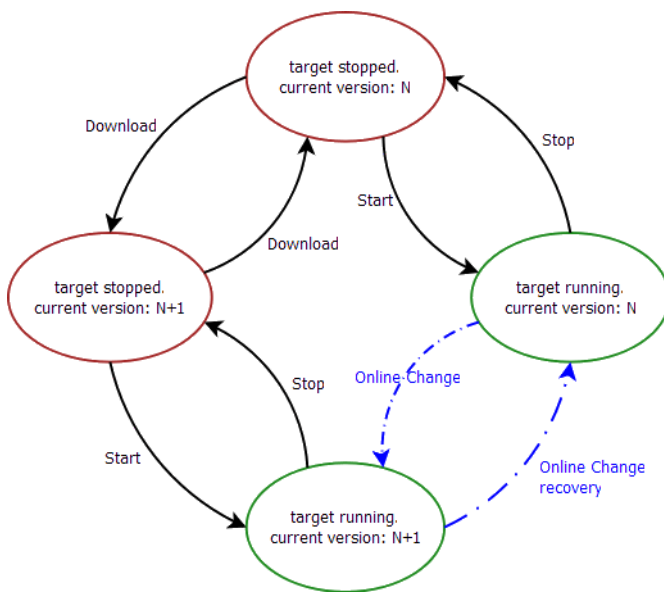 target stopped.
current version: N
Download
Stop
Start
Download
target stopped.
current version: N+1
target running.
current version: N
Online Change
Stop
Start
Online Change
recovery
target running.
current version: N+1